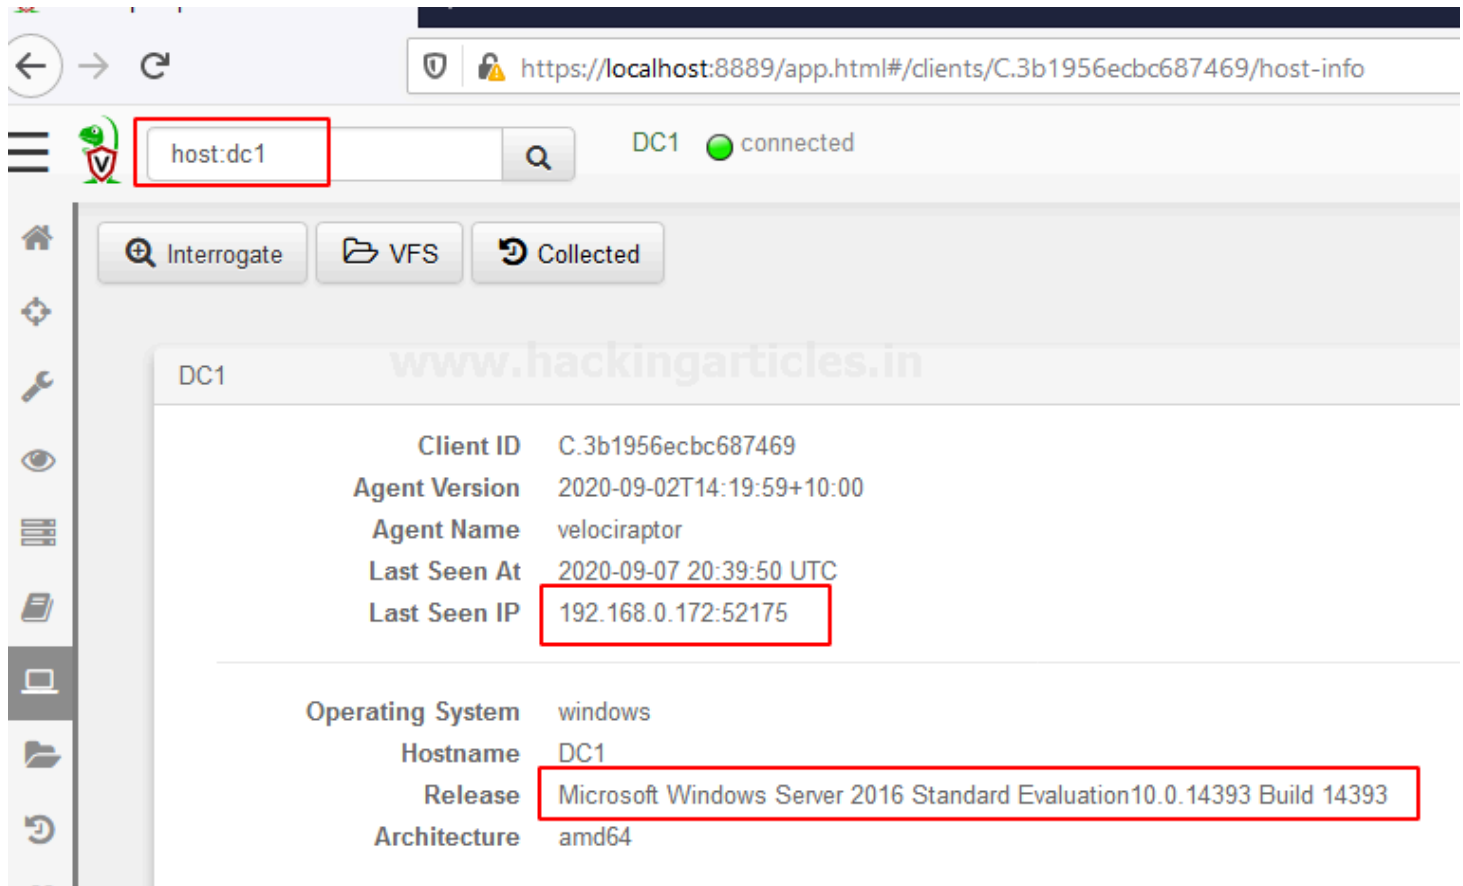 https://localhost:8889/app.html#/clients/C.3b1956ecbc687469/host-info
host:dc1
DC1 connected
Interrogate VFS Collected
www.hackingarticles.in
DC1
Client ID C.3b1956ecbc687469
Agent Version 2020-09-02T14:19:59+10:00
Agent Name velociraptor
Last Seen At 2020-09-07 20:39:50 UTC
Last Seen IP 192.168.0.172:52175
Operating System windows
Hostname DC1
Release Microsoft Windows Server 2016 Standard Evaluation10.0.14393 Build 14393
Architecture amd64